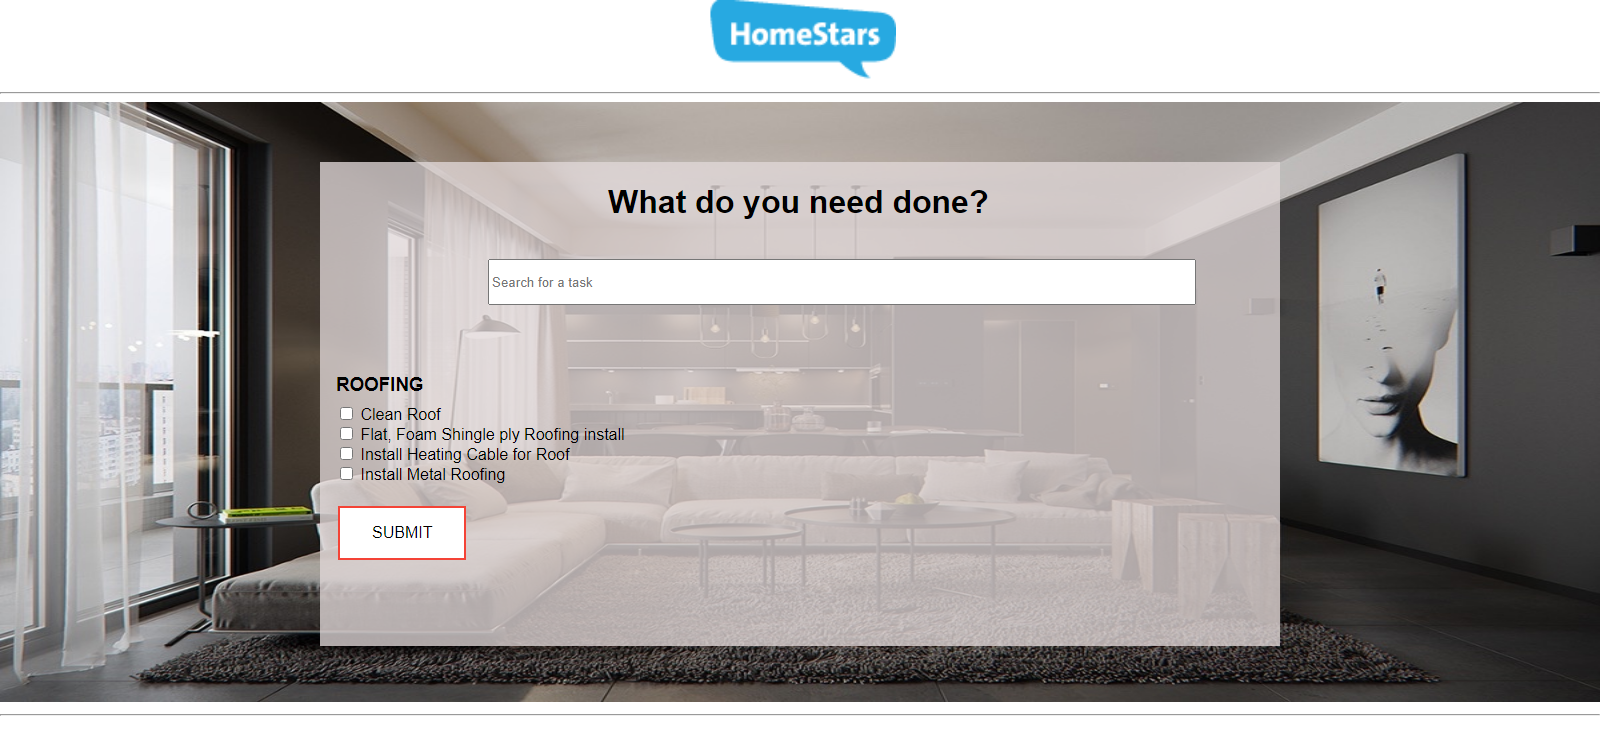 HomeStars
What do you need done?
Search for a task
ROOFING
Clean Roof
Flat, Foam Shingle ply Roofing install
Install Heating Cable for Roof
Install Metal Roofing
SUBMIT